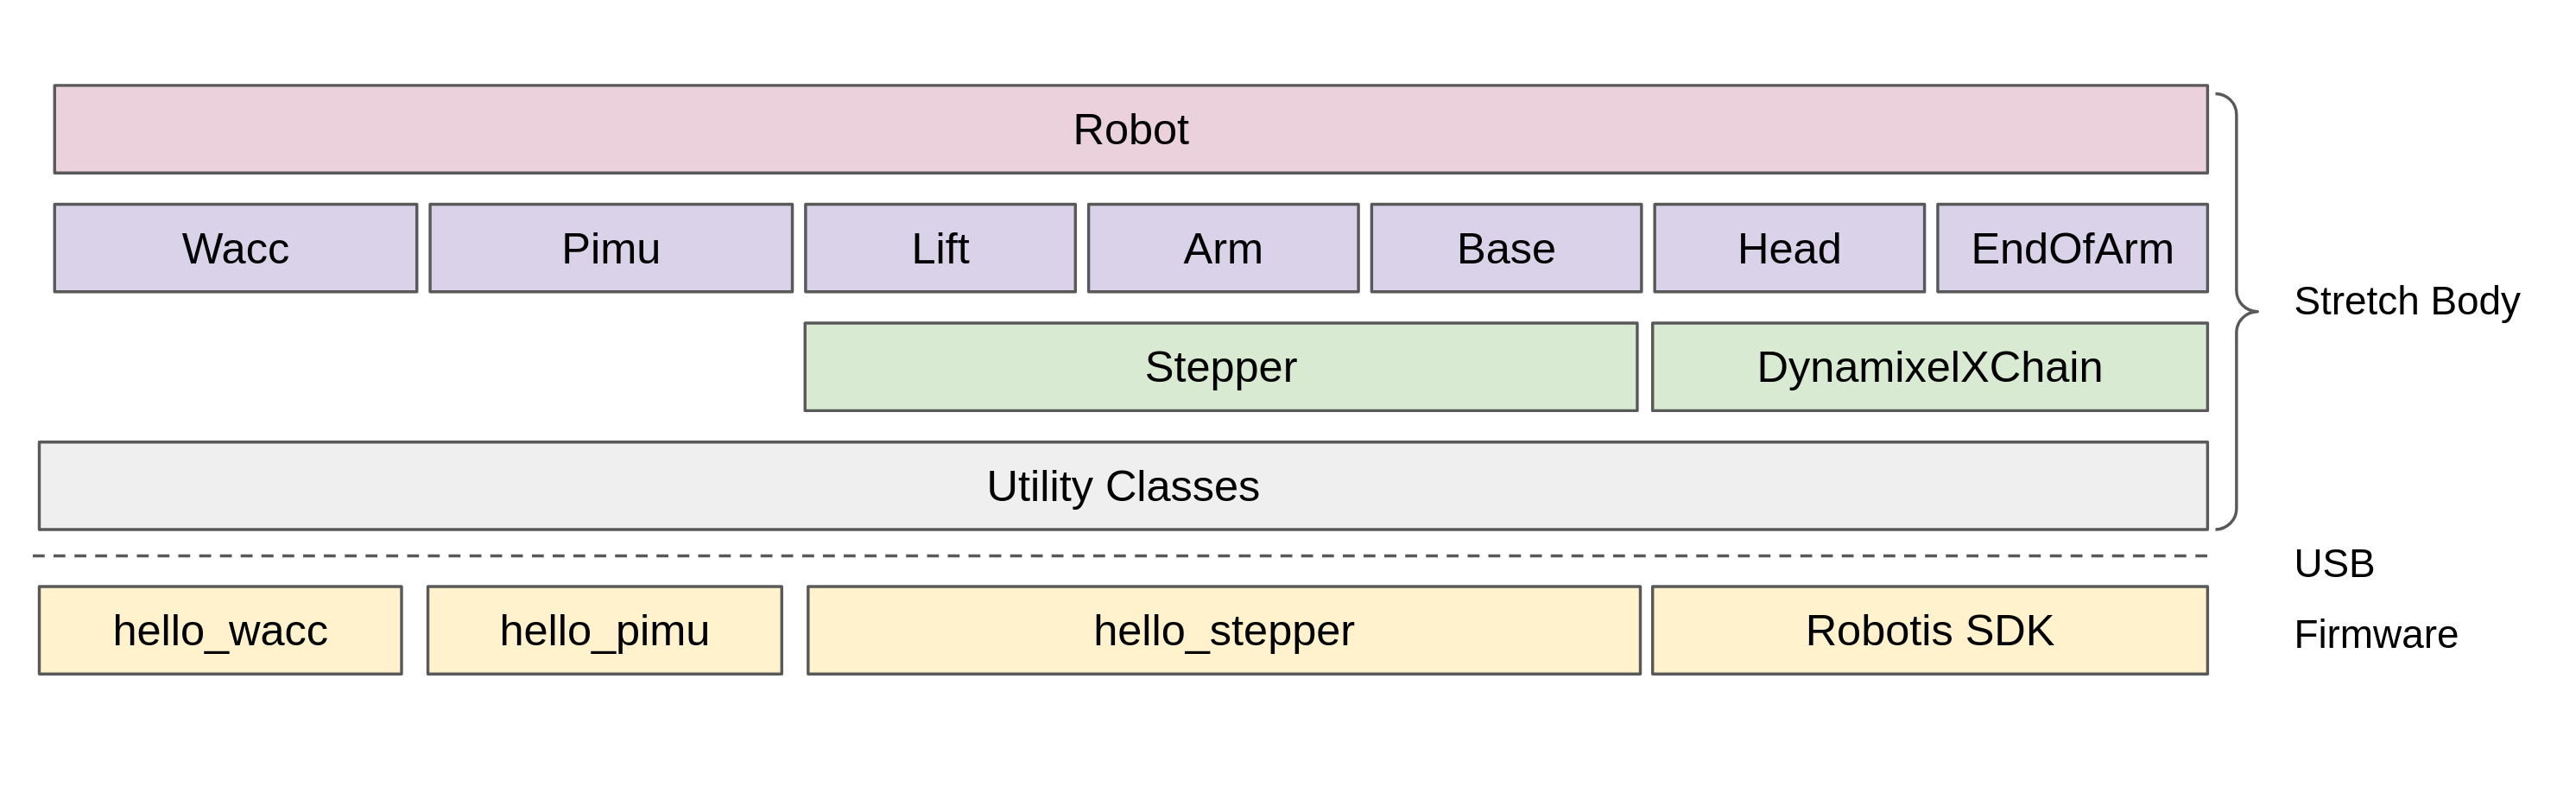 Robot
Wacc
Pimu
Lift
Arm
Base
Head
EndOfArm
Stretch Body
Stepper
DynamixelXChain
Utility Classes
USB
hello_wacc
hello_pimu
hello_stepper
Robotis SDK
Firmware